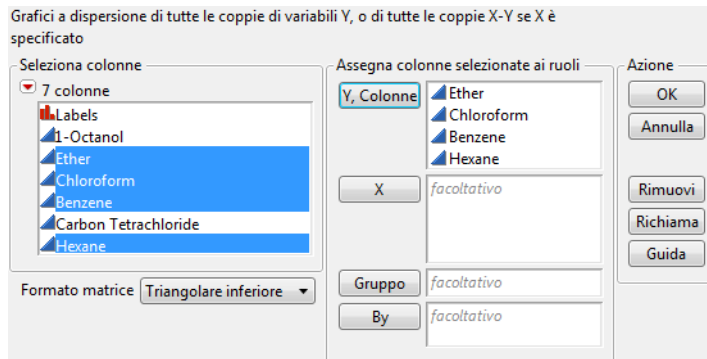 Grafici a dispersione di tutte le coppie di variabili Y, o di tutte le coppie X-Y se X è
specificato
Seleziona colonne
7 colonne
Labels
1-Octanol
Ether
Chloroform
Benzene
Carbon Tetrachloride
Hexane
Formato matrice Triangolare inferiore
Assegna colonne selezionate ai ruoli
Y, Colonne
Ether
Chloroform
Benzene
Hexane
X facoltativo
Gruppo facoltativo
By facoltativo
Azione
OK
Annulla
Rimuovi
Richiama
Guida